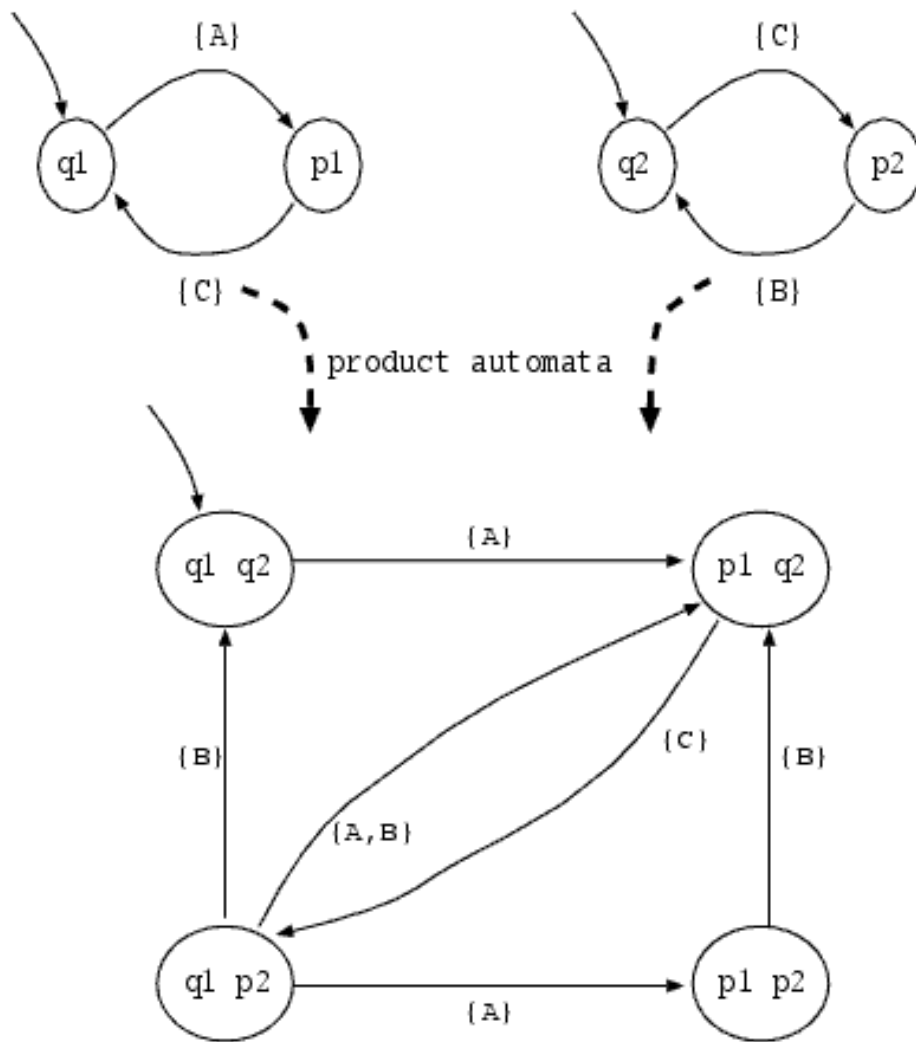 {A}
{C}
q1
p1
q2
p2
{C}
{B}
product automata
{A}
q1 q2
p1 q2
{B}
{C}
{B}
{A,B}
q1 p2
p1 p2
{A}